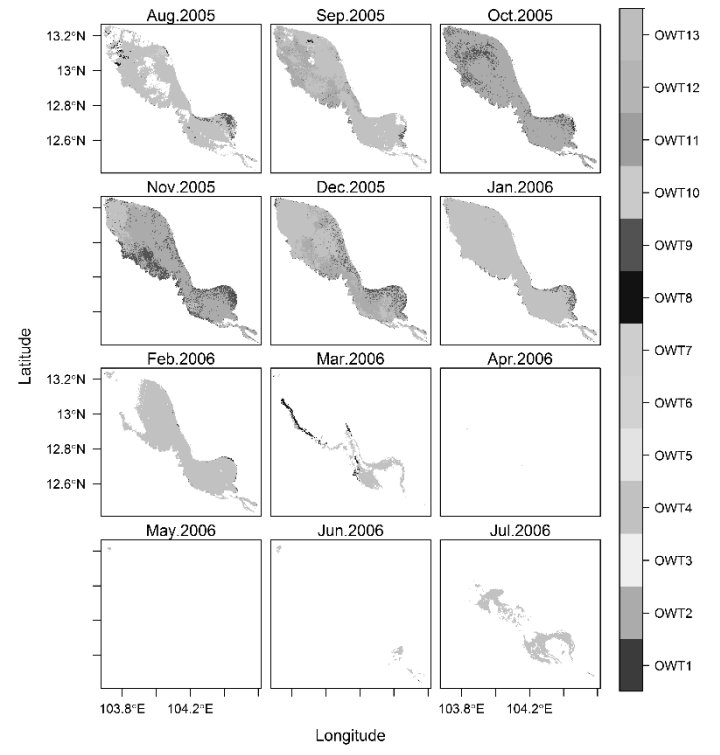 Aug.2005 Sep.2005 Oct.2005
13.2°N
13°N
12.8°N
12.6°N
Nov.2005 Dec.2005 Jan.2006
Latitude
Feb.2006 Mar.2006 Apr.2006
13.2°N
13°N
12.8°N
12.6°N
May.2006 Jun.2006 Jul.2006
103.8°E 104.2°E 103.8°E 104.2°E
Longitude
OWT13
OWT12
OWT11
OWT10
OWT9
OWT8
OWT7
OWT6
OWT5
OWT4
OWT3
OWT2
OWT1